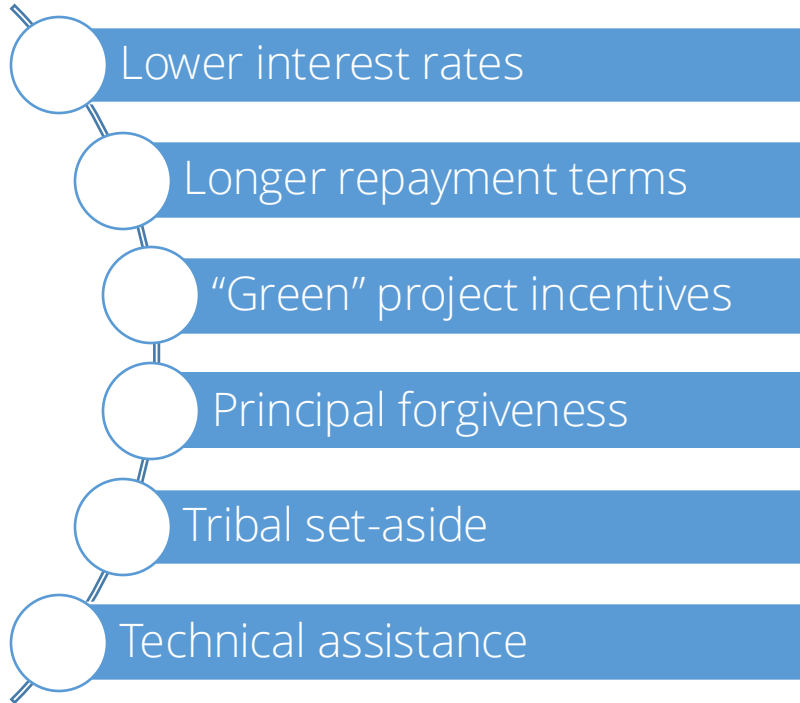 Lower interest rates
Longer repayment terms
“Green” project incentives
Principal forgiveness
Tribal set-aside
Technical assistance